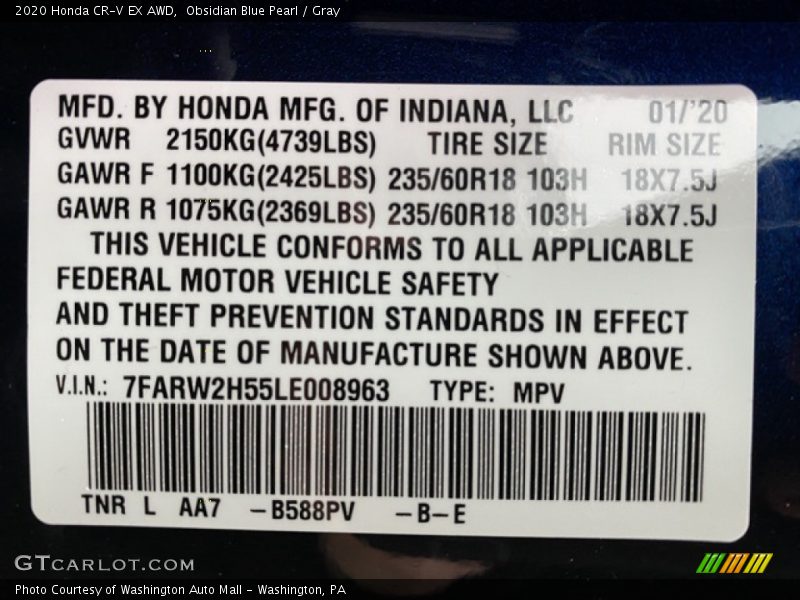 2020 Honda CR-V EX AWD, Obsidian Blue Pearl / Gray
MFD. BY HONDA MFG. OF INDIANA, LLC 01/'20
GVWR 2150KG(4739LBS) TIRE SIZE RIM SIZE
GAWR F 1100KG(2425LBS) 235/60R18 103H 18X7.5J
GAWR R 1075KG(2369LBS) 235/60R18 103H 18X7.5J
THIS VEHICLE CONFORMS TO ALL APPLICABLE
FEDERAL MOTOR VEHICLE SAFETY
AND THEFT PREVENTION STANDARDS IN EFFECT
ON THE DATE OF MANUFACTURE SHOWN ABOVE.
V.I.N.: 7FARW2H55LE008963 TYPE: MPV
TNR L AA7 -B588PV -B-E
GTCARLOT.COM
Photo Courtesy of Washington Auto Mall - Washington, PA